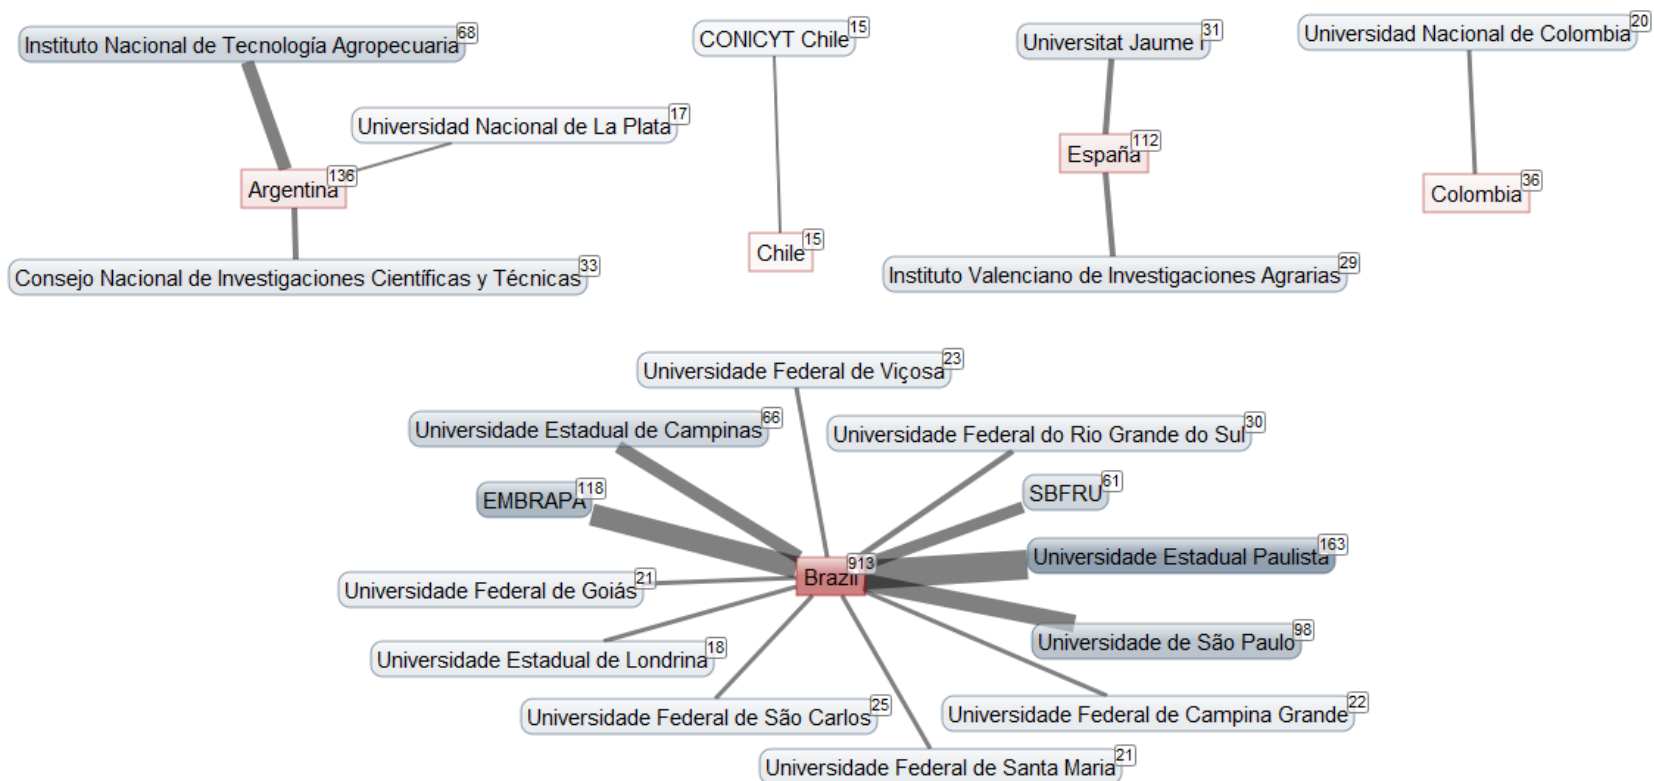 Instituto Nacional de Tecnología Agropecuaria 68
CONICYT Chile 15
Universitat Jaume I 31
Universidad Nacional de Colombia 20
Universidad Nacional de La Plata 17
España 112
Argentina 136
Colombia 36
Chile 15
Consejo Nacional de Investigaciones Científicas y Técnicas 33
Instituto Valenciano de Investigaciones Agrarias 29
Universidade Federal de Viçosa 23
Universidade Estadual de Campinas 66
Universidade Federal do Rio Grande do Sul 30
EMBRAPA 118
SBFRU 61
Universidade Estadual Paulista 163
Brazil 913
Universidade Federal de Goiás 21
Universidade de São Paulo 98
Universidade Estadual de Londrina 18
Universidade Federal de São Carlos 25
Universidade Federal de Campina Grande 22
Universidade Federal de Santa Maria 21